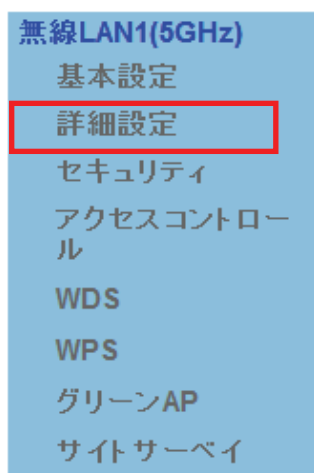 無線LAN1(5GHz)
基本設定
詳細設定
セキュリティ
アクセスコントロー
ル
WDS
WPS
グリーンAP
サイトサーベイ